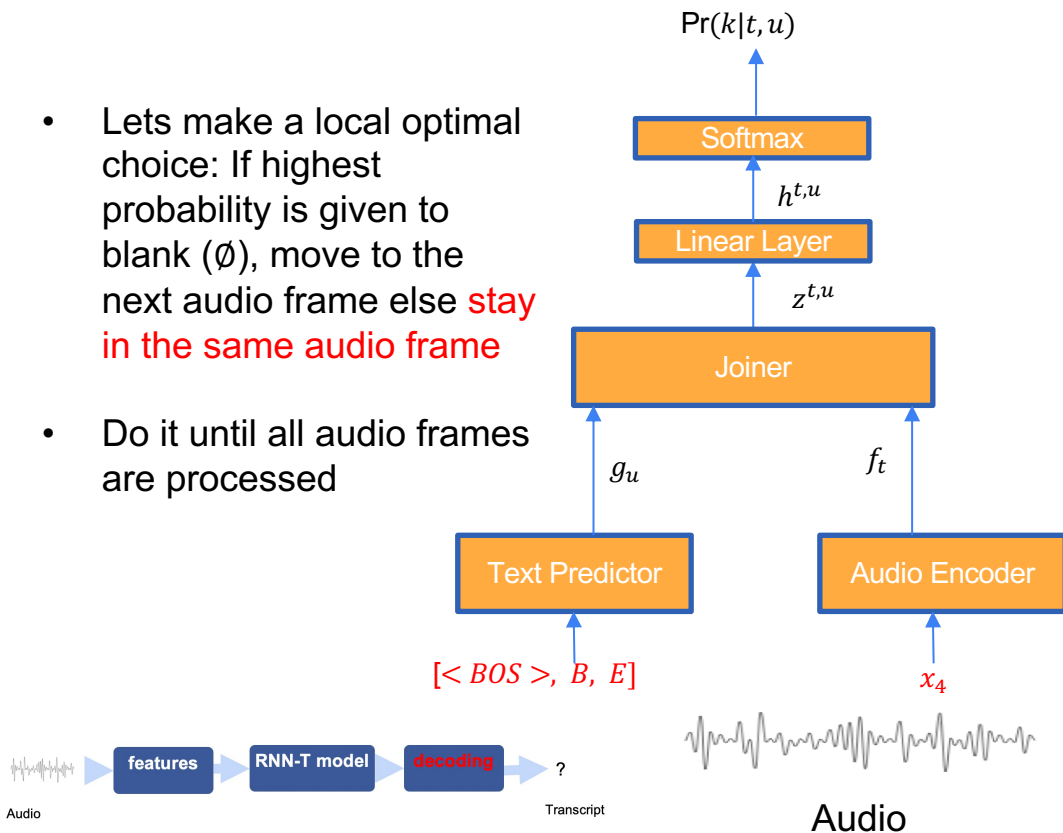 • Lets make a local optimal
choice: If highest
probability is given to
blank (∅), move to the
next audio frame else stay
in the same audio frame
• Do it until all audio frames
are processed
Pr(k|t, u)
Softmax
h^{t,u}
Linear Layer
z^{t,u}
Joiner
g_u
f_t
Text Predictor
Audio Encoder
[< BOS >, B, E]
x_4
Audio
features
RNN-T model
decoding
?
Audio
Transcript